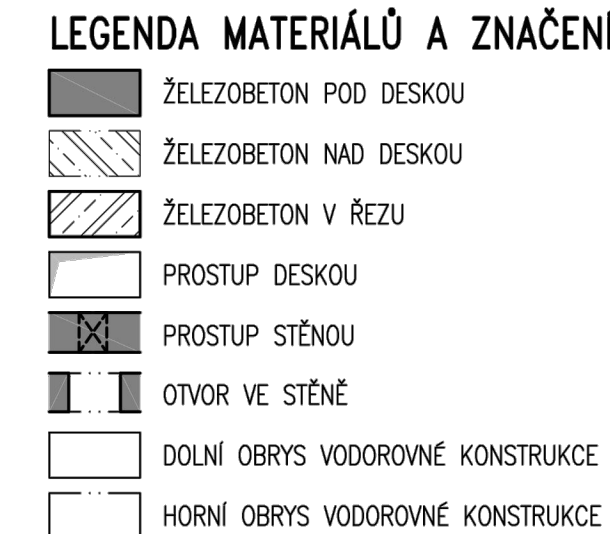 LEGENDA MATERIÁLŮ A ZNAČENÍ
ŽELEZOBETON POD DESKOU
ŽELEZOBETON NAD DESKOU
ŽELEZOBETON V ŘEZU
PROSTUP DESKOU
PROSTUP STĚNOU
OTVOR VE STĚNĚ
DOLNÍ OBRYS VODOROVNÉ KONSTRUKCE
HORNÍ OBRYS VODOROVNÉ KONSTRUKCE